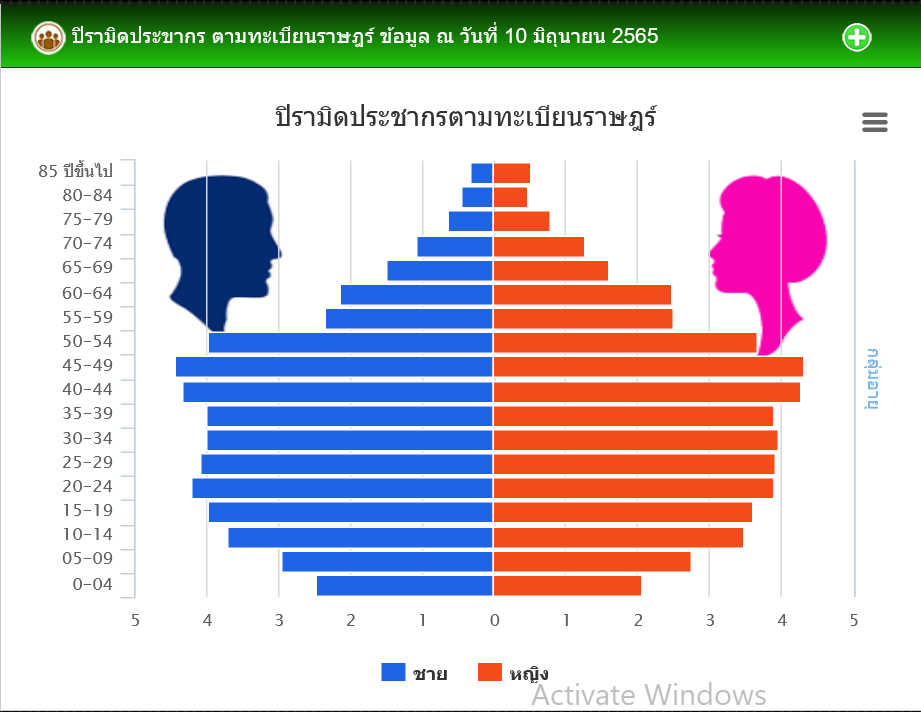 ปิรามิดประขากร ตามทะเบียนราษฎร์ ข้อมูล ณ วันที่ 10 มิถุนายน 2565
ปิรามิดประชากรตามทะเบียนราษฎร์
85 ปีขึ้นไป
80-84
75-79
70-74
65-69
60-64
55-59
50-54
45-49
40-44
35-39
30-34
25-29
20-24
15-19
10-14
05-09
0-04
กลุ่มอายุ
5 4 3 2 1 0 1 2 3 4 5
ชาย หญิง
Activate Windows